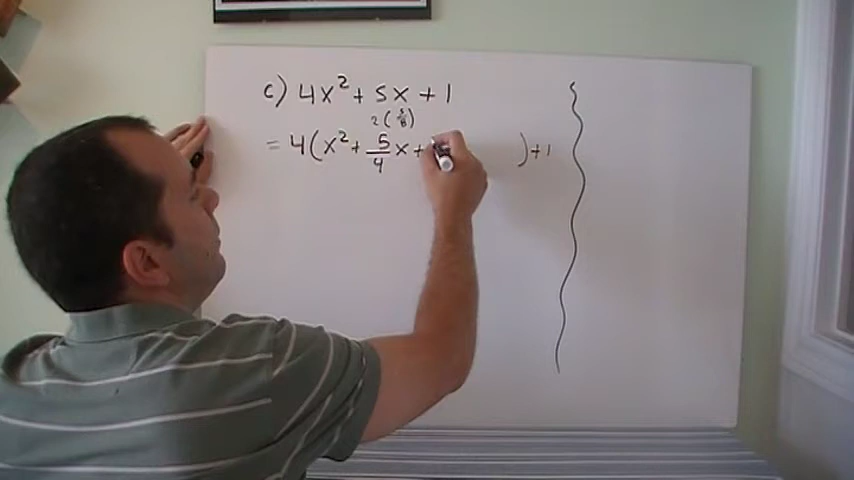 c) 4x² + 5x + 1
2(5/8)
= 4(x² + 5/4 x + ) + 1